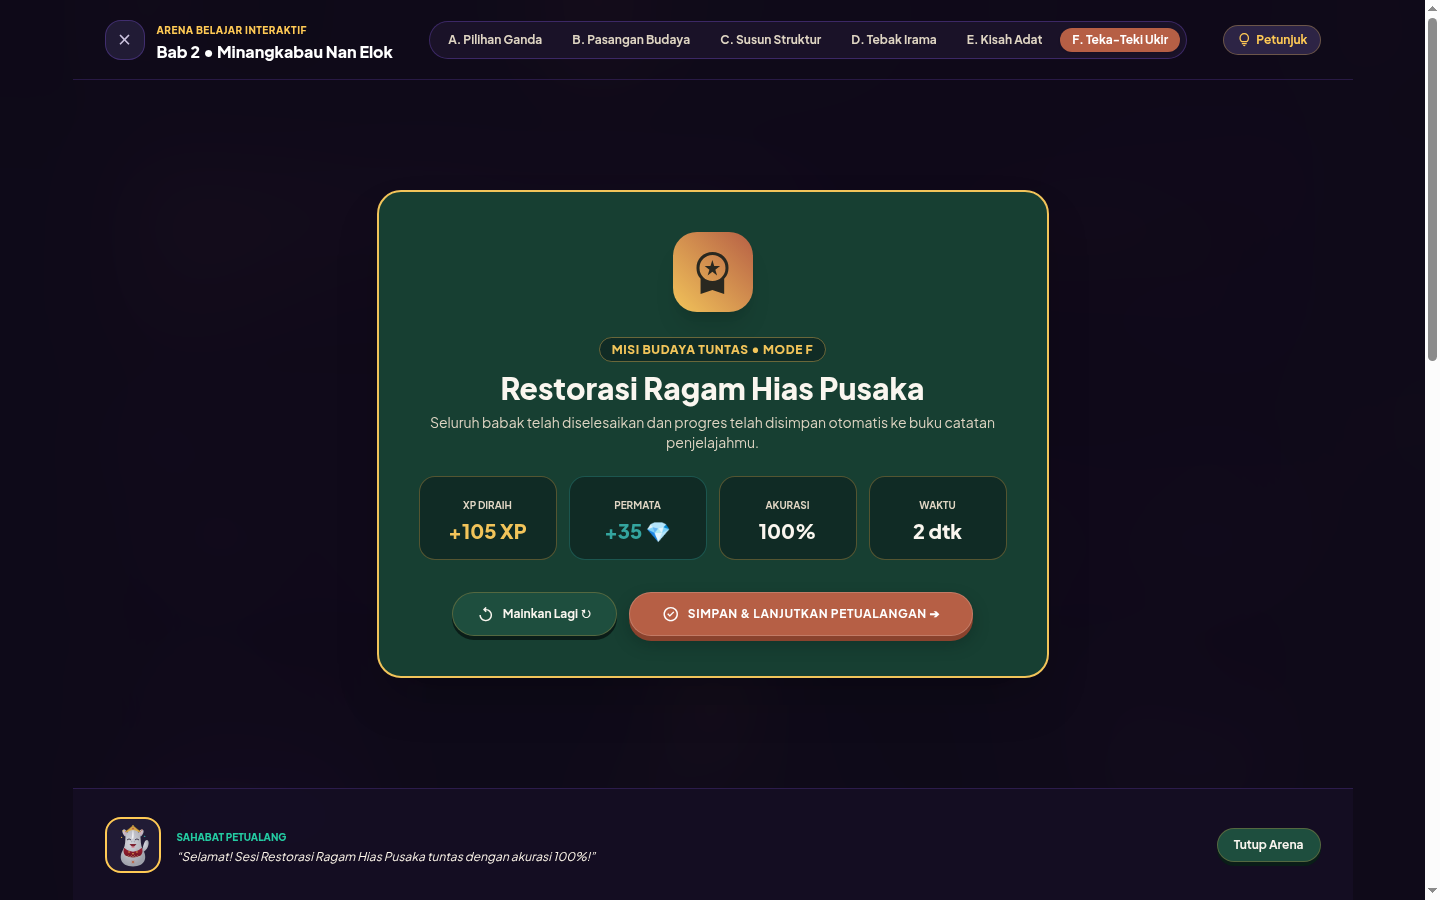 ARENA BELAJAR INTERAKTIF
Bab 2 • Minangkabau Nan Elok
A. Pilihan Ganda
B. Pasangan Budaya
C. Susun Struktur
D. Tebak Irama
E. Kisah Adat
F. Teka-Teki Ukir
Petunjuk
MISI BUDAYA TUNTAS • MODE F
Restorasi Ragam Hias Pusaka
Seluruh babak telah diselesaikan dan progres telah disimpan otomatis ke buku catatan
penjelajahmu.
XP DIRAIH
+105 XP
PERMATA
+35 💎
AKURASI
100%
WAKTU
2 dtk
Mainkan Lagi ↻
SIMPAN & LANJUTKAN PETUALANGAN ➔
SAHABAT PETUALANG
"Selamat! Sesi Restorasi Ragam Hias Pusaka tuntas dengan akurasi 100%!"
Tutup Arena